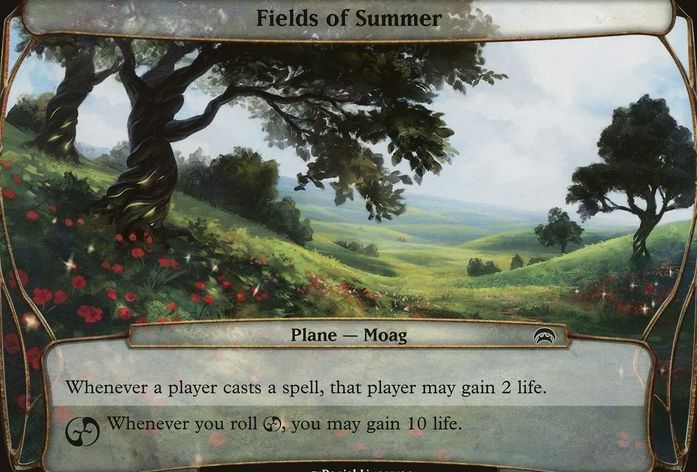 Fields of Summer
Plane — Moag
Whenever a player casts a spell, that player may gain 2 life.
Whenever you roll , you may gain 10 life.